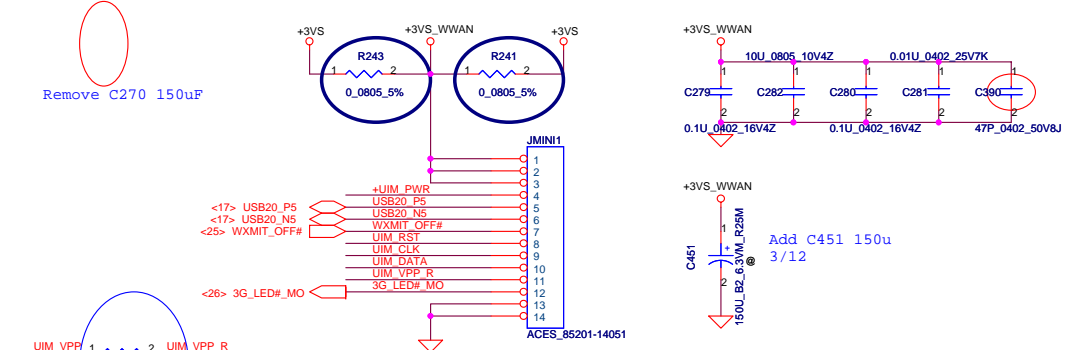 +3VS
+3VS_WWAN
+3VS
R243
1
2
0_0805_5%
R241
1
2
0_0805_5%
Remove C270 150uF
+3VS_WWAN
10U_0805_10V4Z
0.01U_0402_25V7K
1
1
1
1
1
C279
C282
C280
C281
C390
2
2
2
2
2
0.1U_0402_16V4Z
0.1U_0402_16V4Z
47P_0402_50V8J
JMINI1
1
2
3
+UIM_PWR
4
<17> USB20_P5
USB20_P5
5
<17> USB20_N5
USB20_N5
6
<25> WXMIT_OFF#
WXMIT_OFF#
7
UIM_RST
8
UIM_CLK
9
UIM_DATA
10
UIM_VPP_R
11
<26> 3G_LED#_MO
3G_LED#_MO
12
13
14
ACES_85201-14051
+3VS_WWAN
1
+
C451
2
150U_B2_6.3VM_R25M
@
Add C451 150u
3/12
UIM_VPP
1
2
UIM_VPP_R